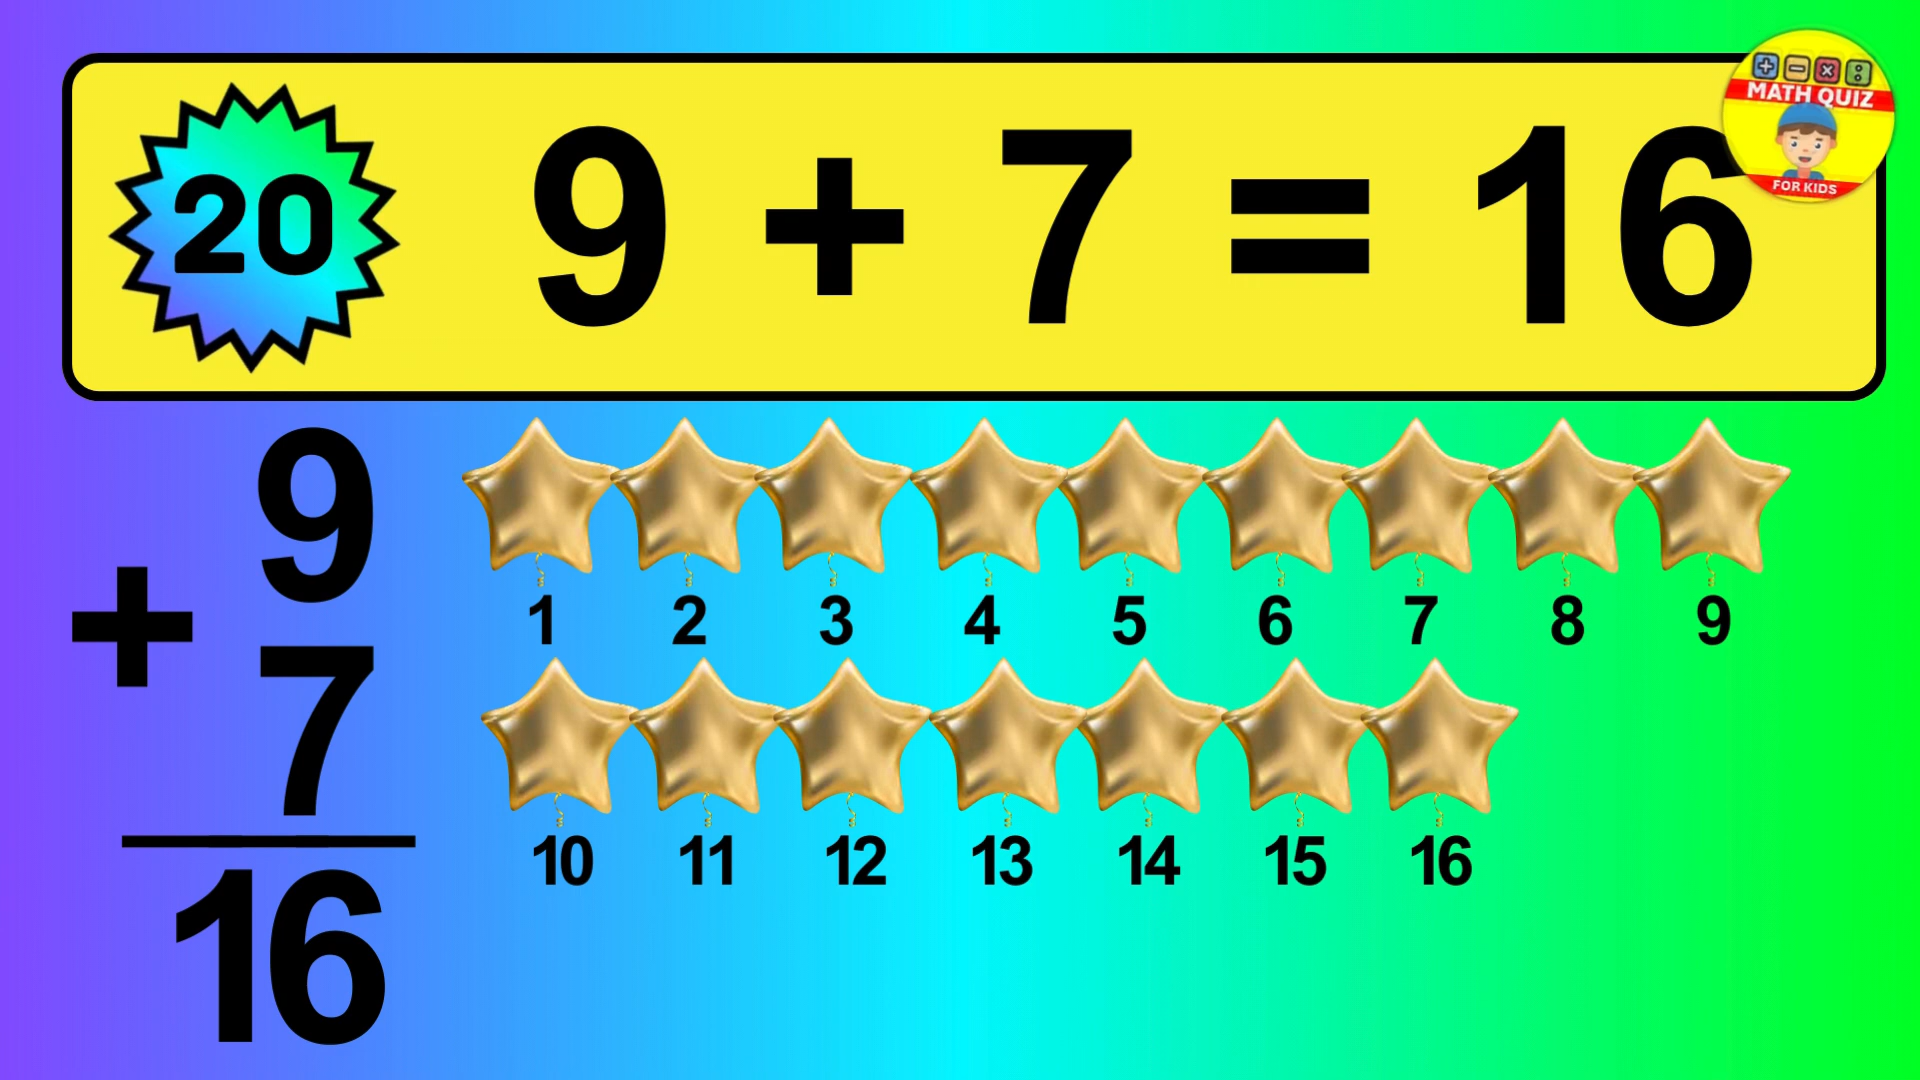 20
9 + 7 = 16
+ − × :
MATH QUIZ
FOR KIDS
9
+
7
16
1 2 3 4 5 6 7 8 9
10 11 12 13 14 15 16